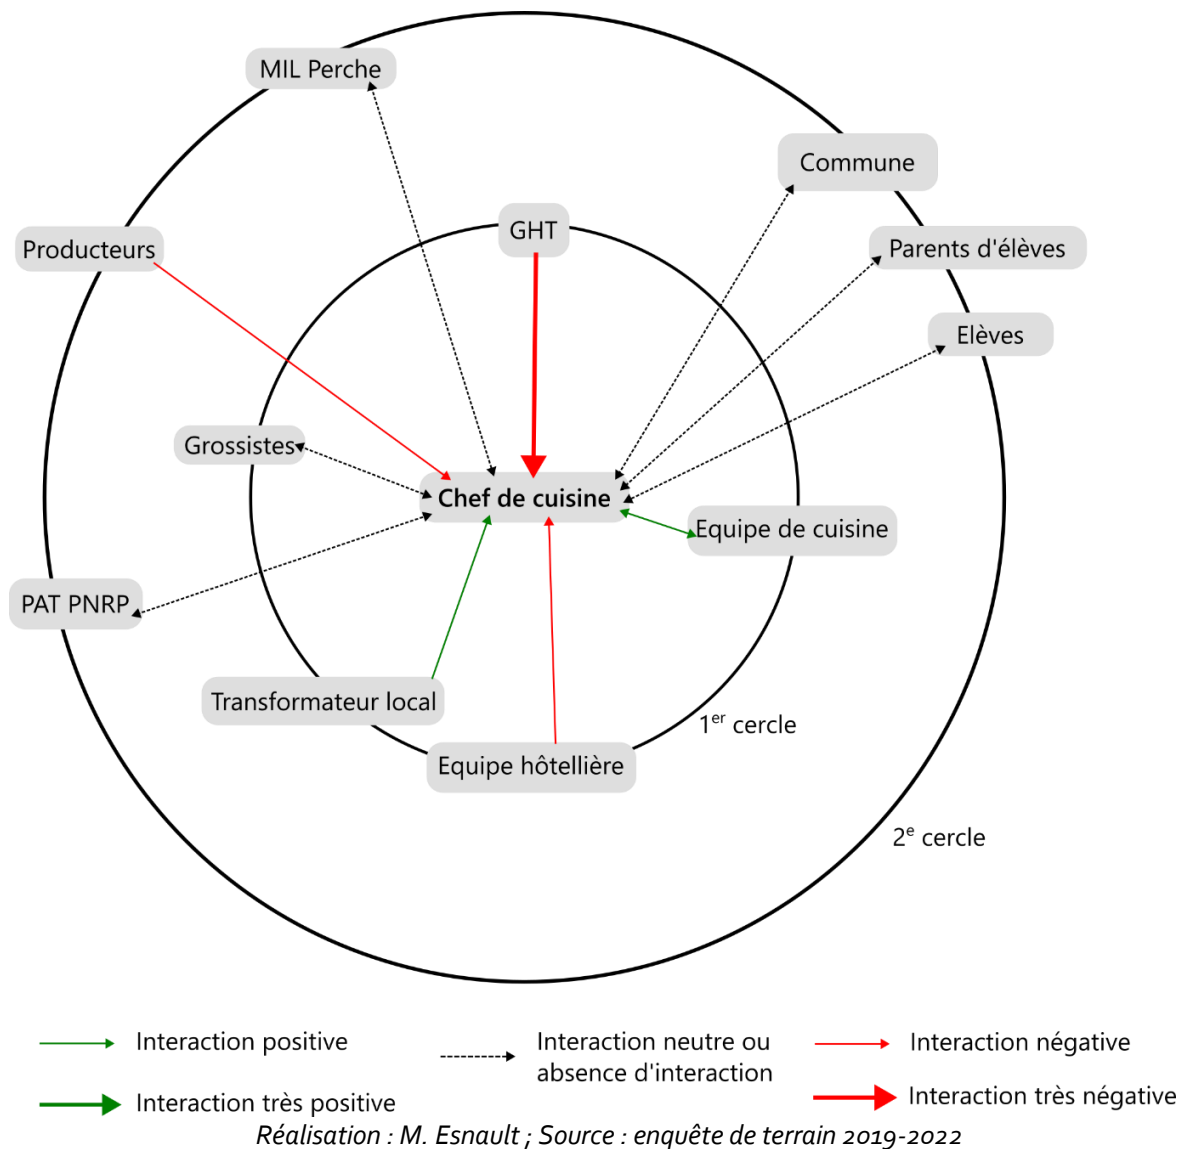 MIL Perche
Commune
GHT
Producteurs
Parents d'élèves
Elèves
Grossistes
Chef de cuisine
Equipe de cuisine
PAT PNRP
Transformateur local
1er cercle
Equipe hôtellière
2e cercle
Interaction positive
Interaction neutre ou
absence d'interaction
Interaction négative
Interaction très positive
Interaction très négative
Réalisation : M. Esnault ; Source : enquête de terrain 2019-2022